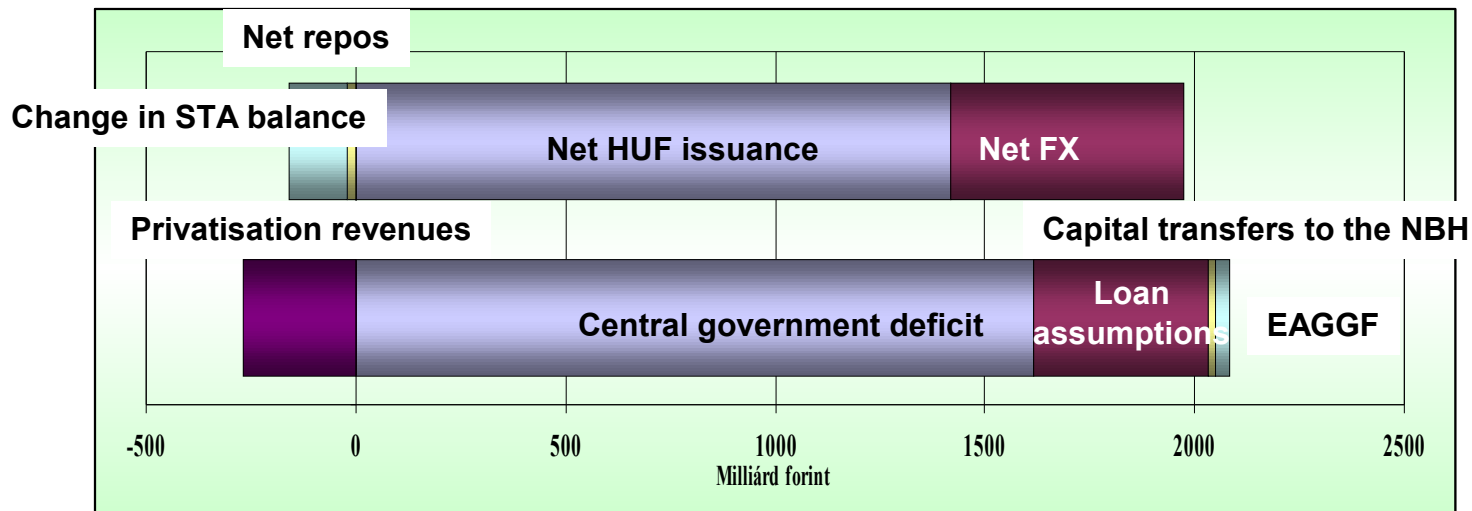 Net repos
Change in STA balance
Net HUF issuance
Net FX
Privatisation revenues
Capital transfers to the NBH
Central government deficit
Loan
assumptions
EAGGF
-500
0
500
1000
1500
2000
2500
Milliárd forint